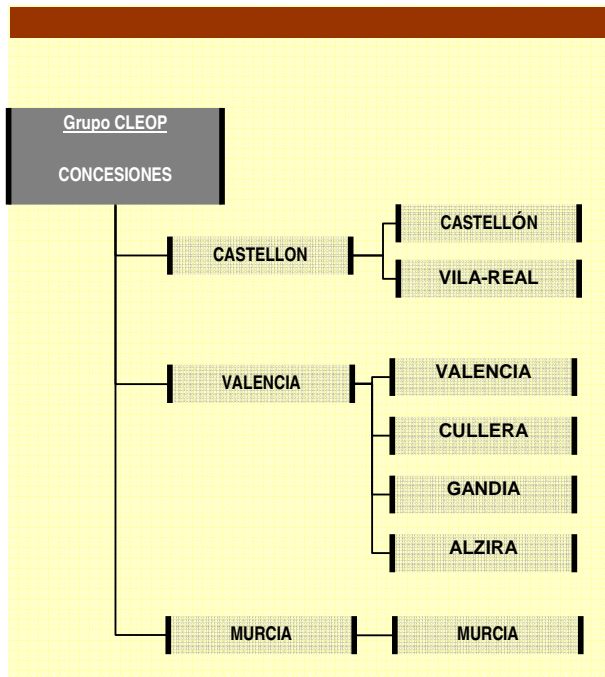 Grupo CLEOP
CONCESIONES
CASTELLON
CASTELLÓN
VILA-REAL
VALENCIA
VALENCIA
CULLERA
GANDIA
ALZIRA
MURCIA
MURCIA